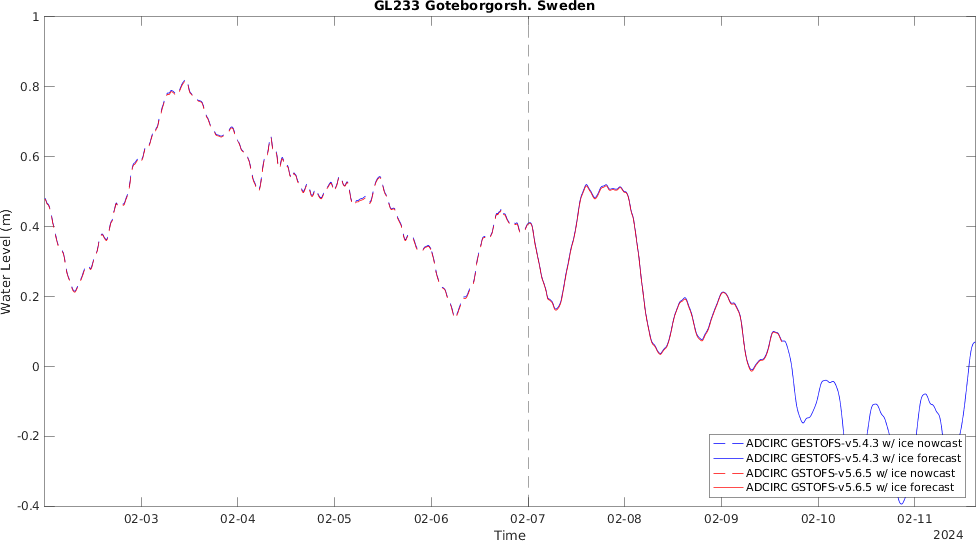 GL233 Goteborgorsh. Sweden
1
0.8
0.6
0.4
0.2
0
-0.2
-0.4
Water Level (m)
ADCIRC GESTOFS-v5.4.3 w/ ice nowcast
ADCIRC GESTOFS-v5.4.3 w/ ice forecast
ADCIRC GSTOFS-v5.6.5 w/ ice nowcast
ADCIRC GSTOFS-v5.6.5 w/ ice forecast
02-03 02-04 02-05 02-06 02-07 02-08 02-09 02-10 02-11
Time
2024